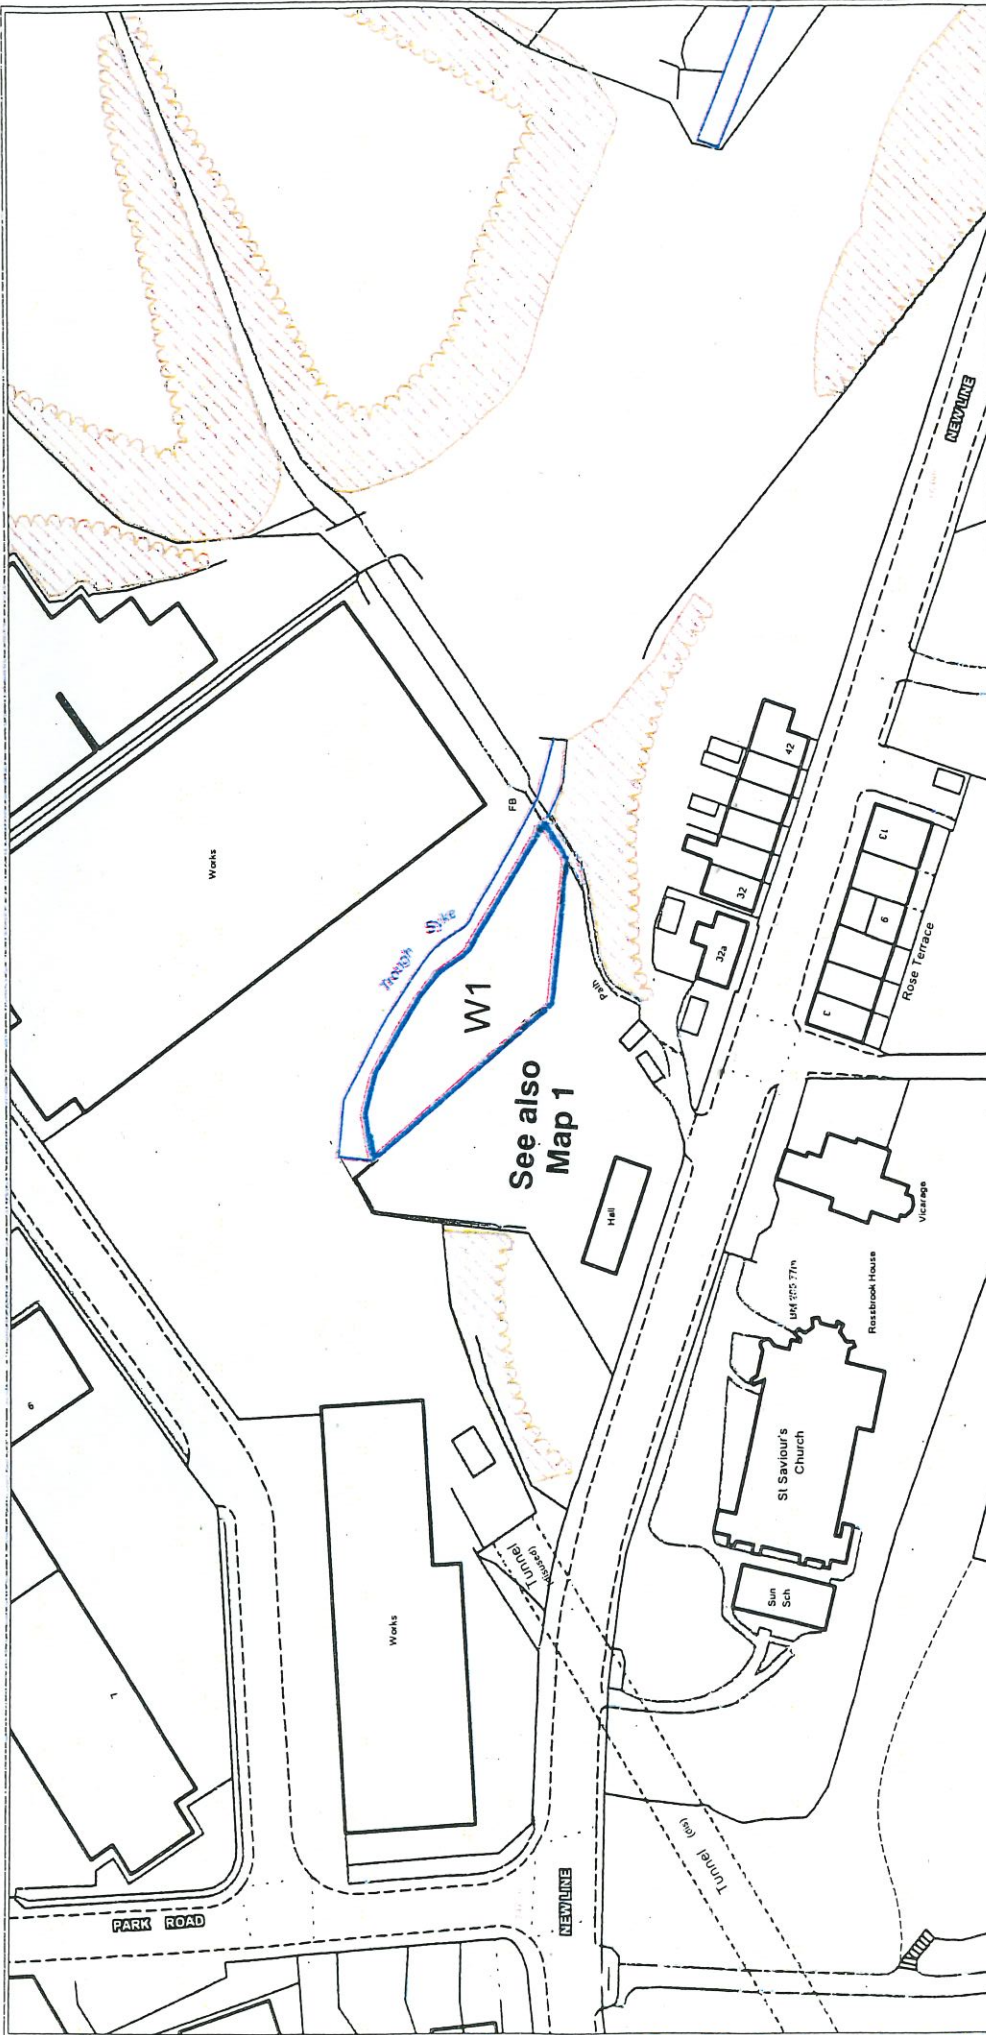 PARK ROAD
7
6
Works
Works
Trough Dyke
FB
W1
See also
Map 1
Path
Hall
Tunnel
(disused)
NEW LINE
NEW LINE
Tunnel (dis)
32a
32
42
3
9
13
Rose Terrace
Vicarage
Rossbrook House
St Saviour's
Church
Sun
Sch